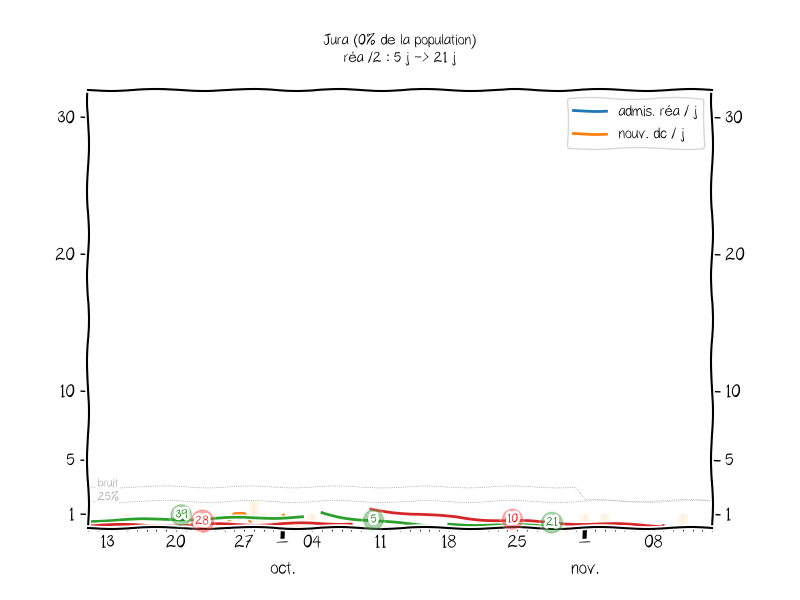 Jura (0% de la population)
réa /2 : 5 j -> 21 j
admis. réa / j
nouv. dc / j
30 30
20 20
10 10
5 5
bruit
25%
1 1
39 28 5 10 21
13 20 27 04 11 18 25 08
oct. nov.